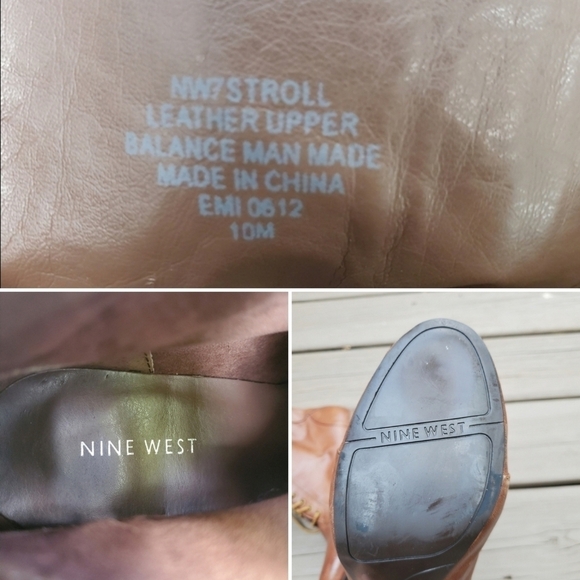 NW7STROLL
LEATHER UPPER
BALANCE MAN MADE
MADE IN CHINA
EMI 0612
10M
NINE WEST
NINE WEST